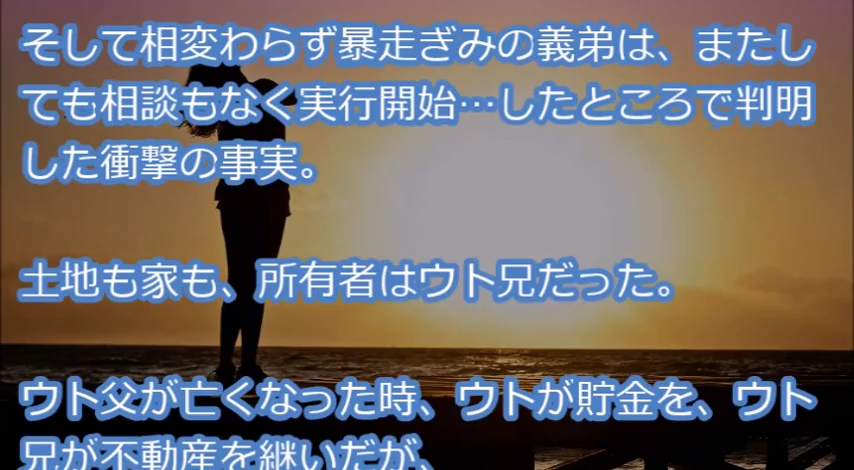 そして相変わらず暴走ぎみの義弟は、またし
ても相談もなく実行開始…したところで判明
した衝撃の事実。
土地も家も、所有者はウト兄だった。
ウト父が亡くなった時、ウトが貯金を、ウト
兄が不動産を継いだが、